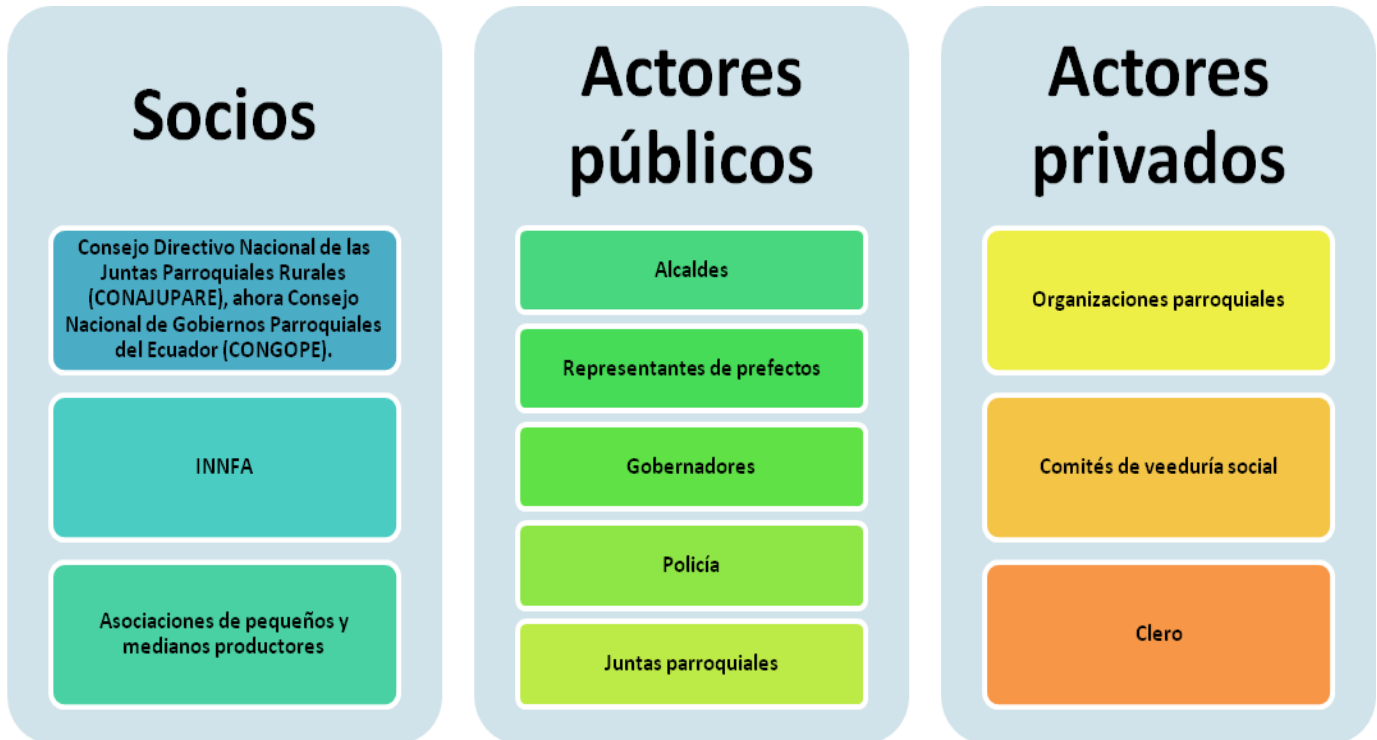 Socios
Consejo Directivo Nacional de las
Juntas Parroquiales Rurales
(CONAJUPARE), ahora Consejo
Nacional de Gobiernos Parroquiales
del Ecuador (CONGOPE).
INNFA
Asociaciones de pequeños y
medianos productores
Actores
públicos
Alcaldes
Representantes de prefectos
Gobernadores
Policía
Juntas parroquiales
Actores
privados
Organizaciones parroquiales
Comités de veeduría social
Clero